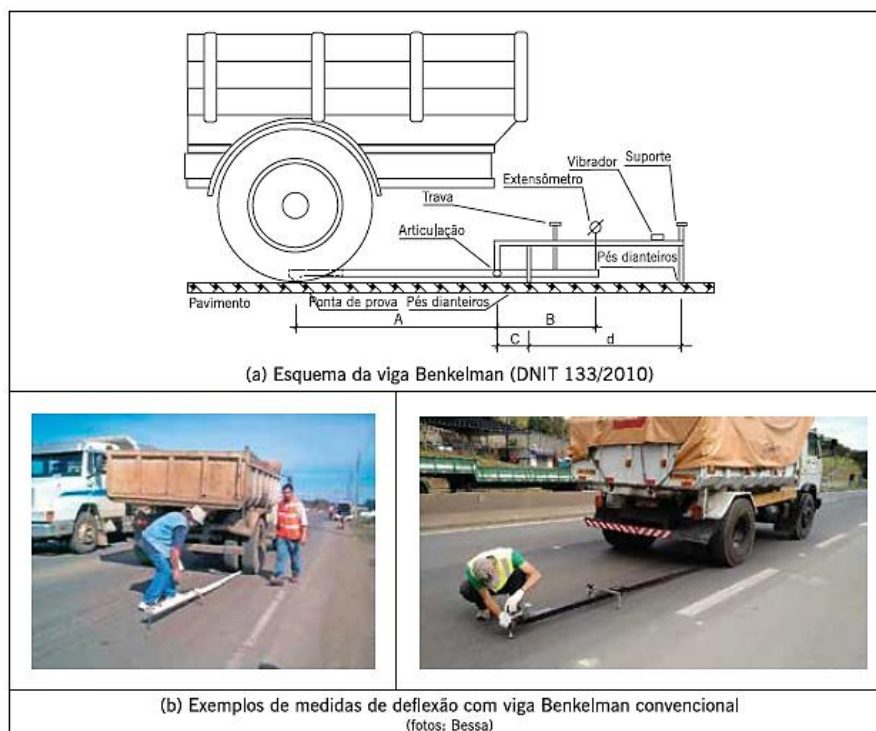 Vibrador Suporte
Extensômetro
Trava
Articulação
Pés dianteiros
Pavimento Ponta de prova Pés dianteiros
A B
C d
(a) Esquema da viga Benkelman (DNIT 133/2010)
(b) Exemplos de medidas de deflexão com viga Benkelman convencional
(fotos: Bessa)